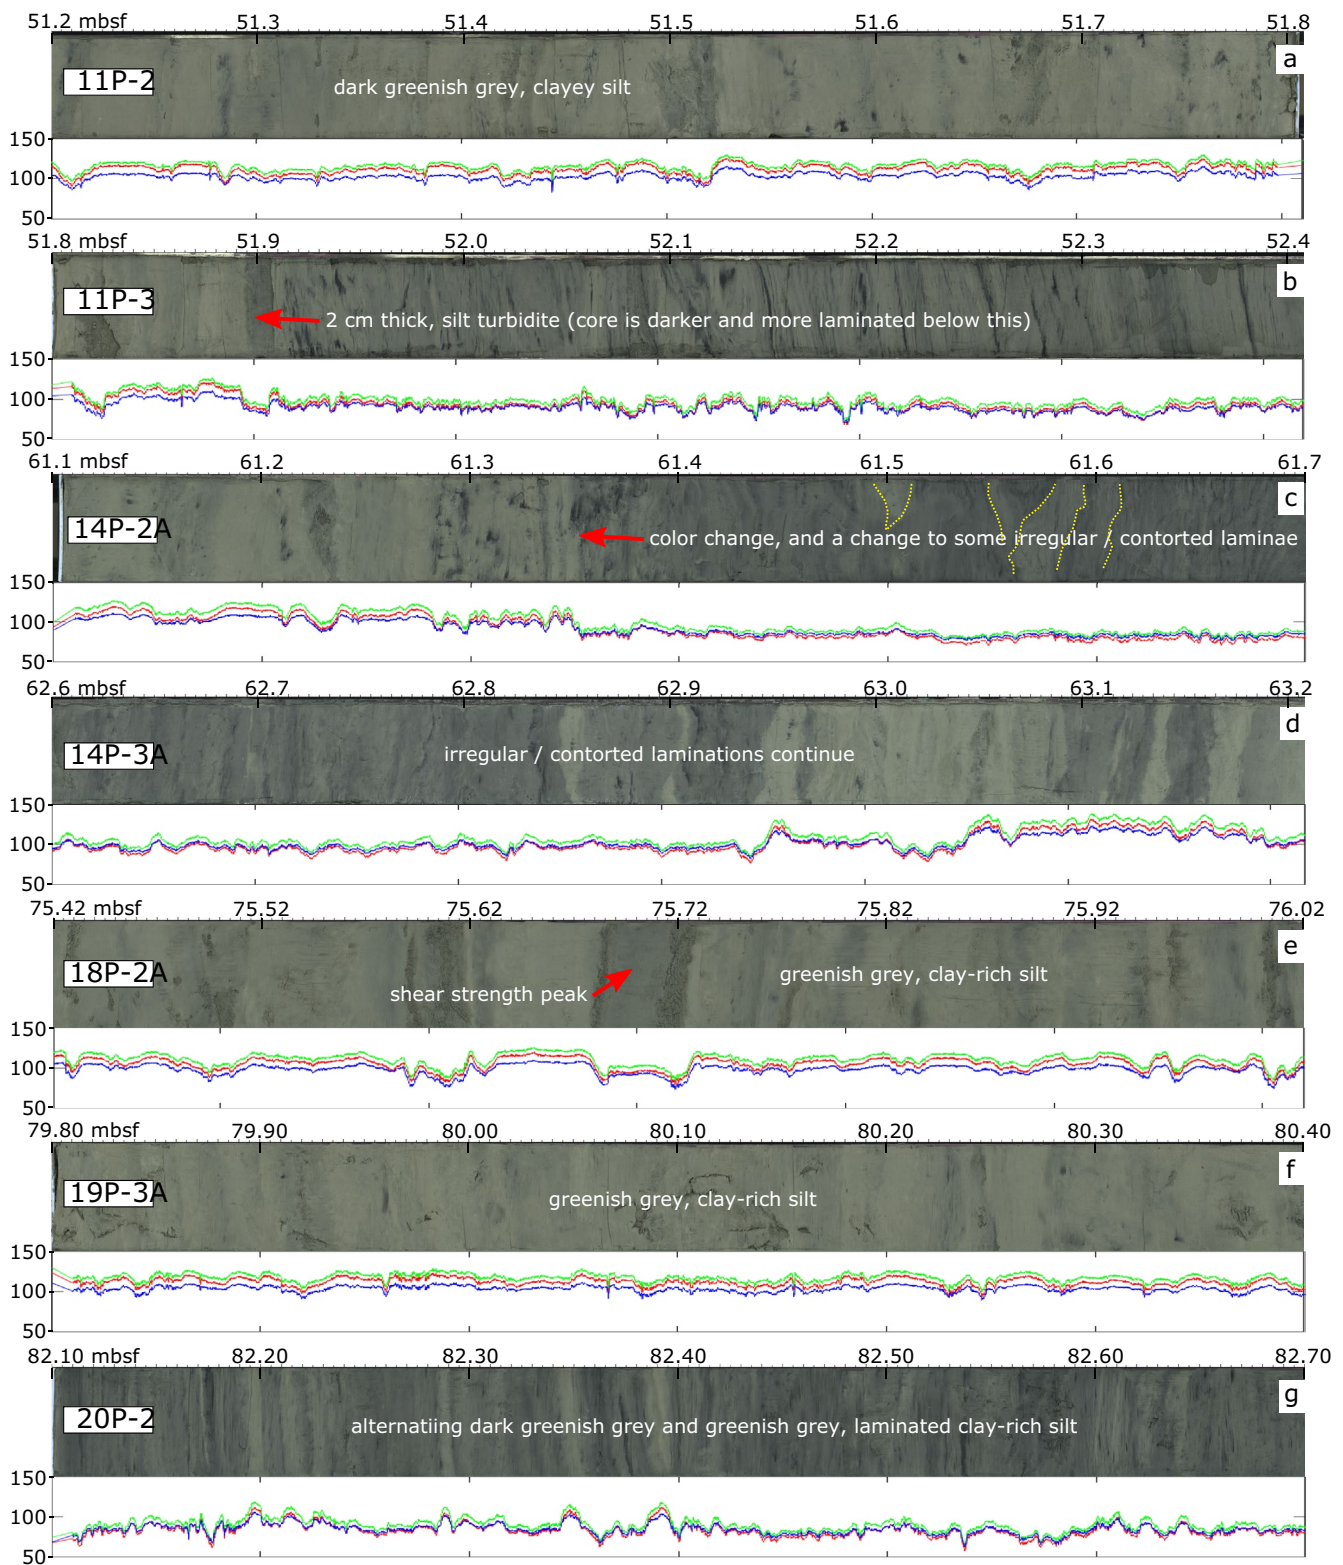 51.2 mbsf 51.3 51.4 51.5 51.6 51.7 51.8
a
11P-2
dark greenish grey, clayey silt
150
100
50
51.8 mbsf 51.9 52.0 52.1 52.2 52.3 52.4
b
11P-3
2 cm thick, silt turbidite (core is darker and more laminated below this)
150
100
50
61.1 mbsf 61.2 61.3 61.4 61.5 61.6 61.7
c
14P-2A
color change, and a change to some irregular / contorted laminae
150
100
50
62.6 mbsf 62.7 62.8 62.9 63.0 63.1 63.2
d
14P-3A
irregular / contorted laminations continue
150
100
50
75.42 mbsf 75.52 75.62 75.72 75.82 75.92 76.02
e
18P-2A
greenish grey, clay-rich silt
shear strength peak
150
100
50
79.80 mbsf 79.90 80.00 80.10 80.20 80.30 80.40
f
19P-3A
greenish grey, clay-rich silt
150
100
50
82.10 mbsf 82.20 82.30 82.40 82.50 82.60 82.70
g
20P-2
alternatiing dark greenish grey and greenish grey, laminated clay-rich silt
150
100
50